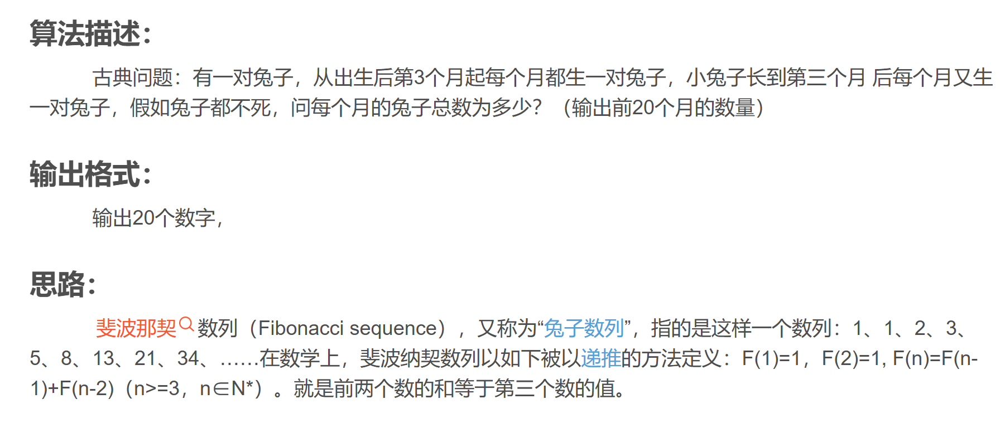 算法描述：
古典问题：有一对兔子，从出生后第3个月起每个月都生一对兔子，小兔子长到第三个月 后每个月又生
一对兔子，假如兔子都不死，问每个月的兔子总数为多少？（输出前20个月的数量）
输出格式：
输出20个数字，
思路：
斐波那契数列（Fibonacci sequence），又称为“兔子数列”，指的是这样一个数列：1、1、2、3、
5、8、13、21、34、……在数学上，斐波纳契数列以如下被以递推的方法定义：F(1)=1，F(2)=1, F(n)=F(n-
1)+F(n-2)（n>=3，n∈N*）。就是前两个数的和等于第三个数的值。